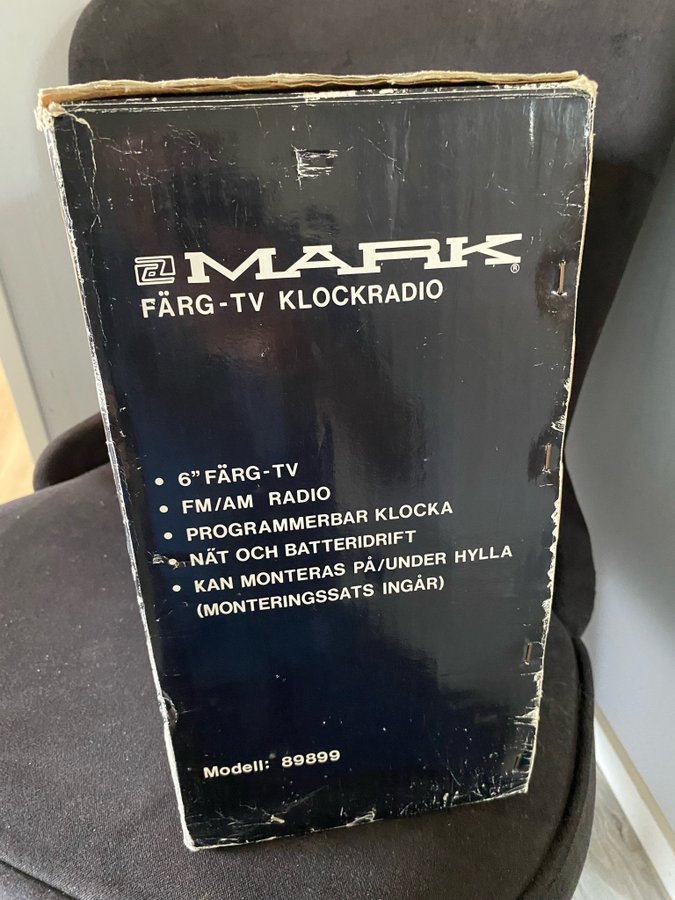 MARK®
FÄRG-TV KLOCKRADIO
• 6” FÄRG-TV
• FM/AM RADIO
• PROGRAMMERBAR KLOCKA
• NÄT OCH BATTERIDRIFT
• KAN MONTERAS PÅ/UNDER HYLLA
(MONTERINGSSATS INGÅR)
Modell: 89899